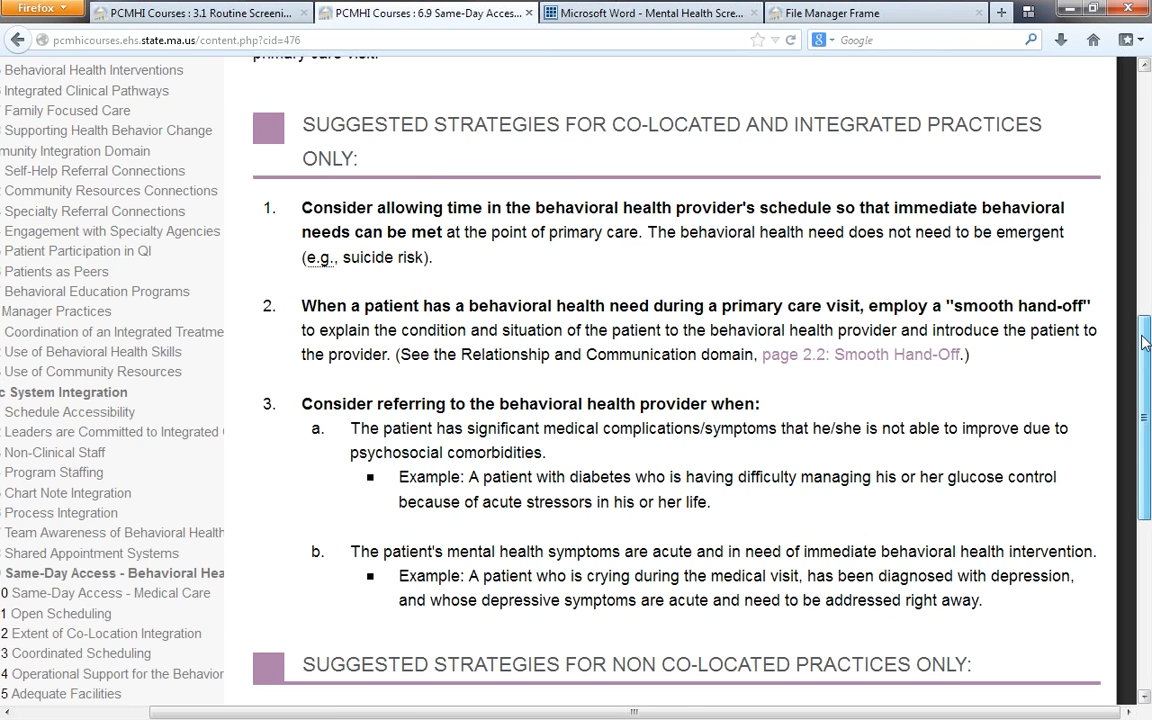 Firefox
PCMHI Courses : 3.1 Routine Screeni...
PCMHI Courses : 6.9 Same-Day Acces...
Microsoft Word - Mental Health Scre...
File Manager Frame
pcmhicourses.ehs.state.ma.us/content.php?cid=476
Google
Behavioral Health Interventions
Integrated Clinical Pathways
Family Focused Care
Supporting Health Behavior Change
munity Integration Domain
Self-Help Referral Connections
Community Resources Connections
Specialty Referral Connections
Engagement with Specialty Agencies
Patient Participation in QI
Patients as Peers
Behavioral Education Programs
Manager Practices
Coordination of an Integrated Treatme
Use of Behavioral Health Skills
Use of Community Resources
c System Integration
Schedule Accessibility
Leaders are Committed to Integrated
Non-Clinical Staff
Program Staffing
Chart Note Integration
Process Integration
Team Awareness of Behavioral Health
Shared Appointment Systems
Same-Day Access - Behavioral Hea
0 Same-Day Access - Medical Care
1 Open Scheduling
2 Extent of Co-Location Integration
3 Coordinated Scheduling
4 Operational Support for the Behavior
5 Adequate Facilities
primary care visit.
SUGGESTED STRATEGIES FOR CO-LOCATED AND INTEGRATED PRACTICES
ONLY:
1. Consider allowing time in the behavioral health provider's schedule so that immediate behavioral
needs can be met at the point of primary care. The behavioral health need does not need to be emergent
(e.g., suicide risk).
2. When a patient has a behavioral health need during a primary care visit, employ a "smooth hand-off"
to explain the condition and situation of the patient to the behavioral health provider and introduce the patient to
the provider. (See the Relationship and Communication domain, page 2.2: Smooth Hand-Off.)
3. Consider referring to the behavioral health provider when:
a. The patient has significant medical complications/symptoms that he/she is not able to improve due to
psychosocial comorbidities.
Example: A patient with diabetes who is having difficulty managing his or her glucose control
because of acute stressors in his or her life.
b. The patient's mental health symptoms are acute and in need of immediate behavioral health intervention.
Example: A patient who is crying during the medical visit, has been diagnosed with depression,
and whose depressive symptoms are acute and need to be addressed right away.
SUGGESTED STRATEGIES FOR NON CO-LOCATED PRACTICES ONLY: